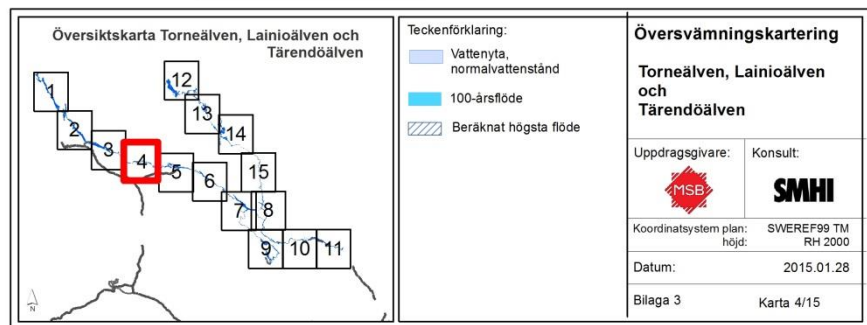 Översiktskarta Torneälven, Lainioälven och
Tärendöälven
1
2
3
4
5
6
7
8
9
10
11
12
13
14
15
N
Teckenförklaring:
Vattenyta,
normalvattenstånd
100-årsflöde
Beräknat högsta flöde
Översvämningskartering
Torneälven, Lainioälven
och
Tärendöälven
Uppdragsgivare:
MSB
Konsult:
SMHI
Koordinatsystem plan: SWEREF99 TM
höjd: RH 2000
Datum: 2015.01.28
Bilaga 3 Karta 4/15